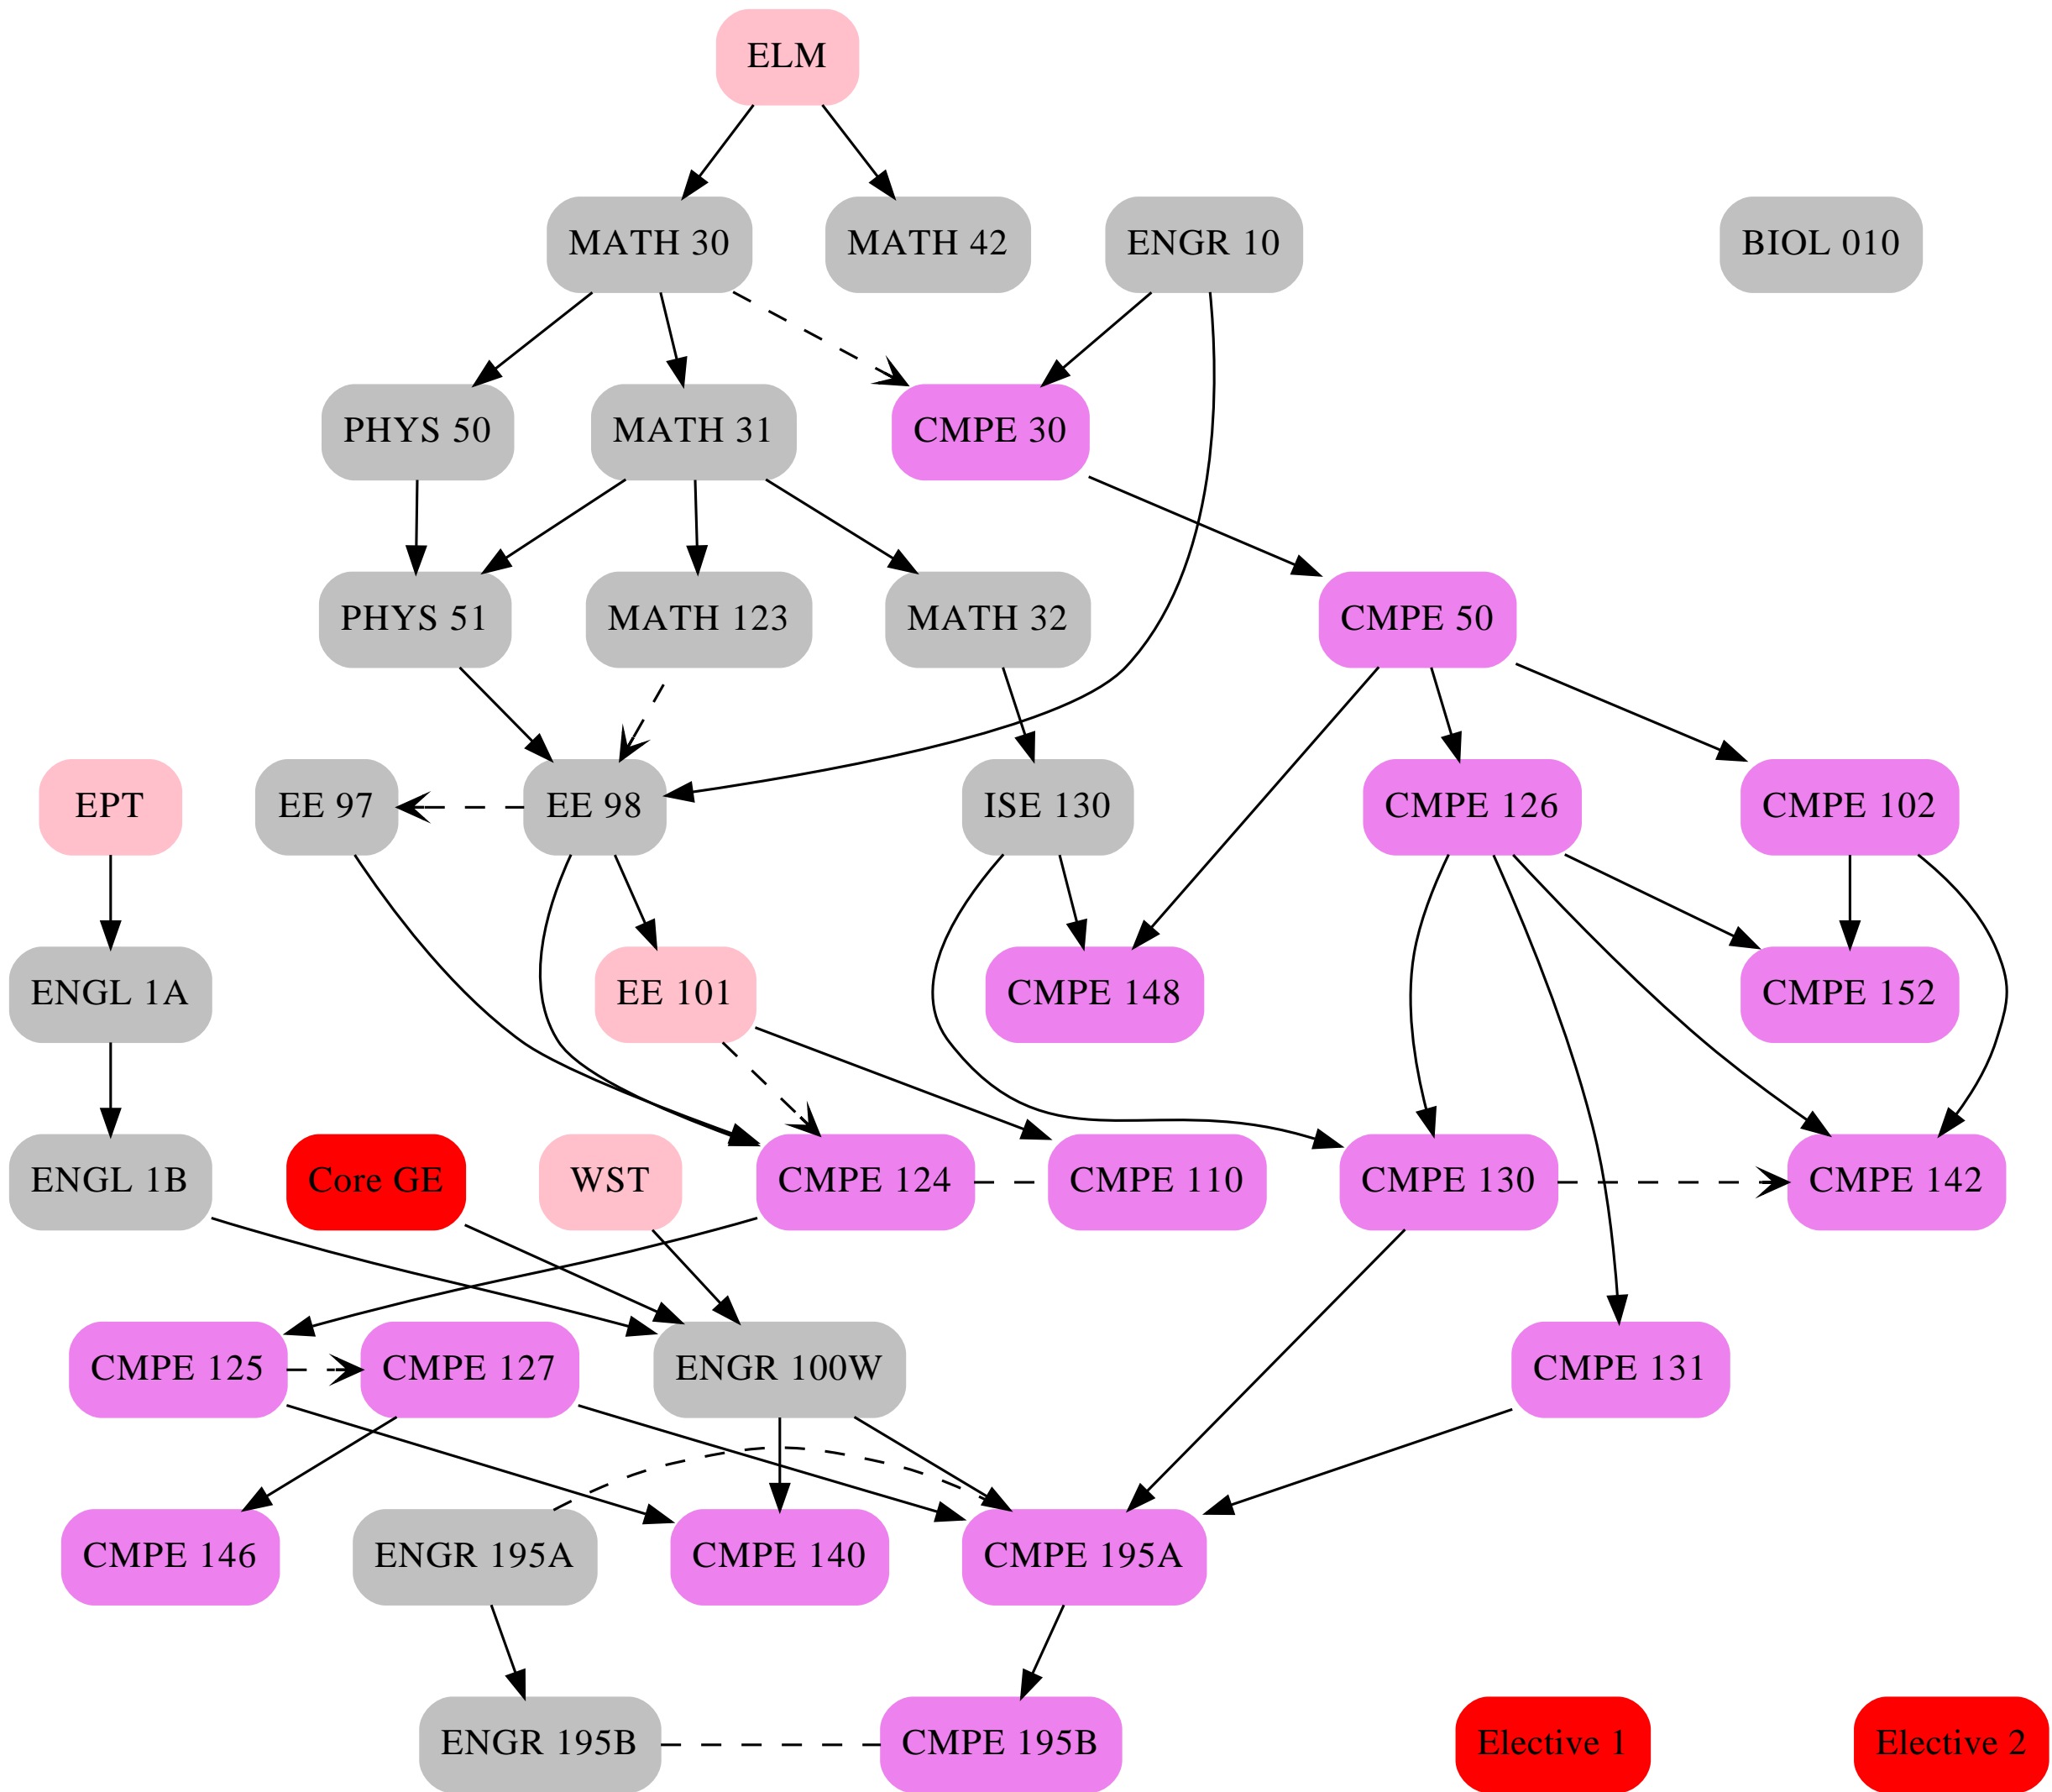 ELM
MATH 30
MATH 42
ENGR 10
BIOL 010
PHYS 50
MATH 31
CMPE 30
PHYS 51
MATH 123
MATH 32
CMPE 50
EPT
EE 97
EE 98
ISE 130
CMPE 126
CMPE 102
ENGL 1A
EE 101
CMPE 148
CMPE 152
ENGL 1B
Core GE
WST
CMPE 124
CMPE 110
CMPE 130
CMPE 142
CMPE 125
CMPE 127
ENGR 100W
CMPE 131
CMPE 146
ENGR 195A
CMPE 140
CMPE 195A
ENGR 195B
CMPE 195B
Elective 1
Elective 2